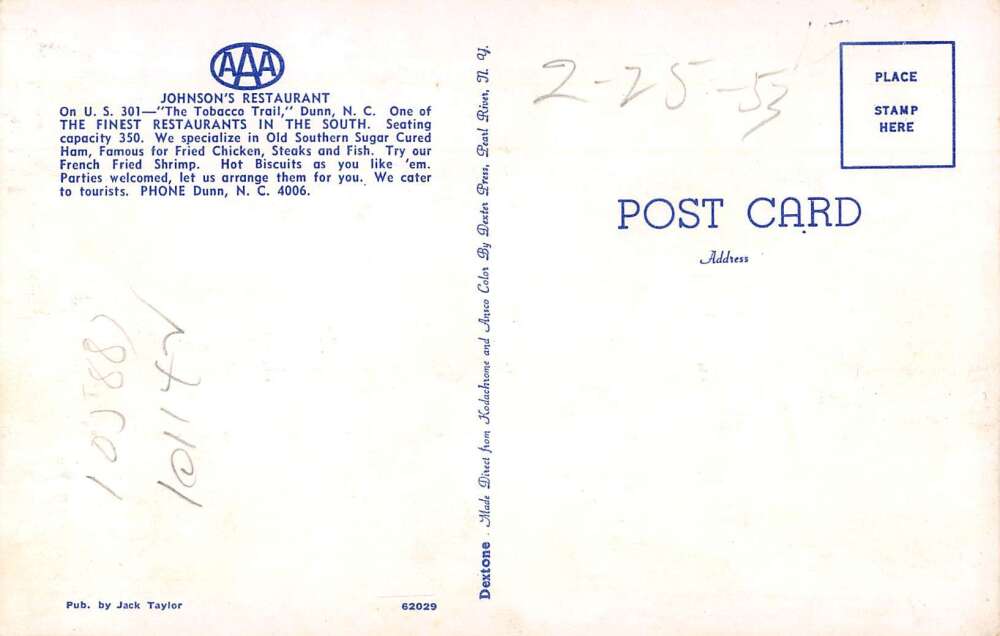 AAA
JOHNSON'S RESTAURANT
On U. S. 301—"The Tobacco Trail," Dunn, N. C. One of
THE FINEST RESTAURANTS IN THE SOUTH. Seating
capacity 350. We specialize in Old Southern Sugar Cured
Ham, Famous for Fried Chicken, Steaks and Fish. Try our
French Fried Shrimp. Hot Biscuits as you like 'em.
Parties welcomed, let us arrange them for you. We cater
to tourists. PHONE Dunn, N. C. 4006.
Pub. by Jack Taylor
62029
Dextone Made Direct from Kodachrome and Ansco Color By Dexter Press, Pearl River, N. Y.
2-25-53
PLACE
STAMP
HERE
POST CARD
Address